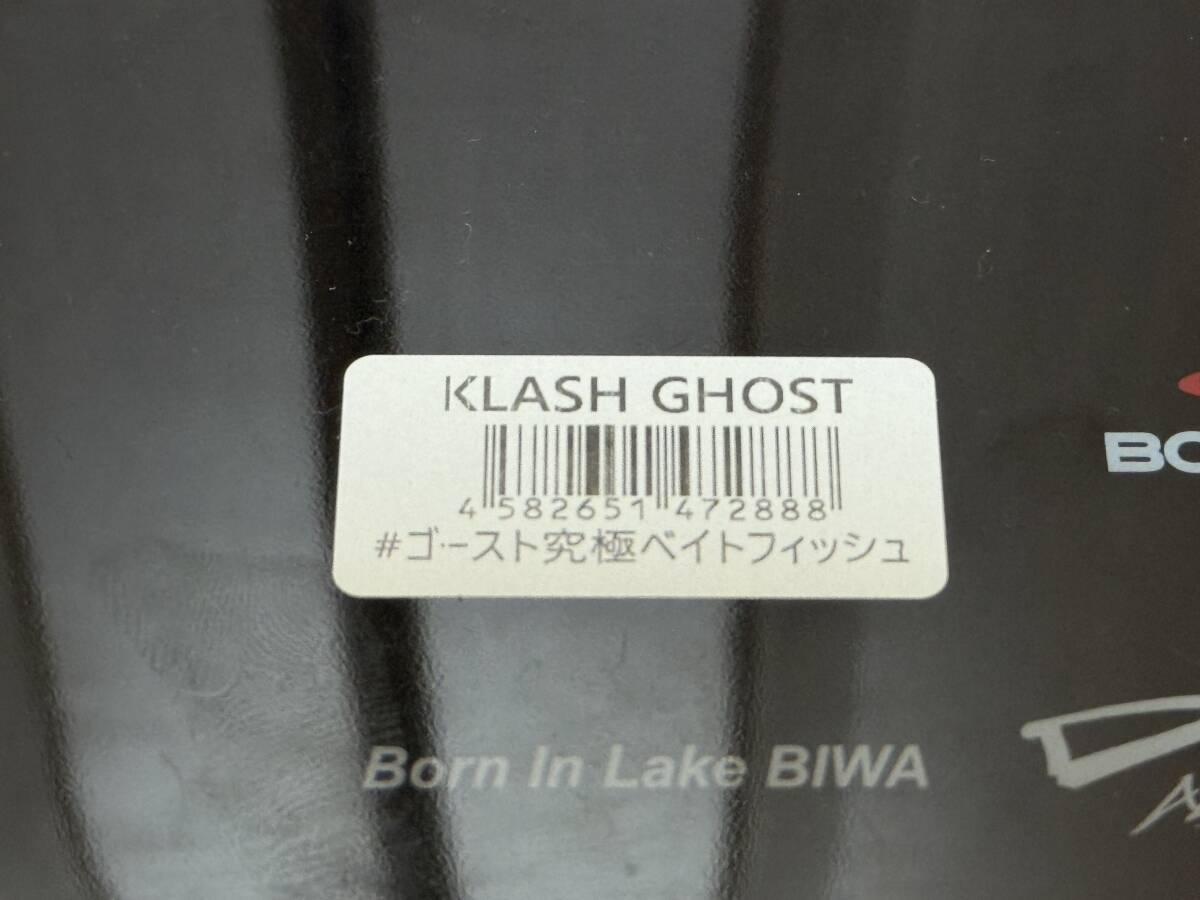 KLASH GHOST
4 582651 472888
#ゴースト究極ベイトフィッシュ
BO
Born In Lake BIWA